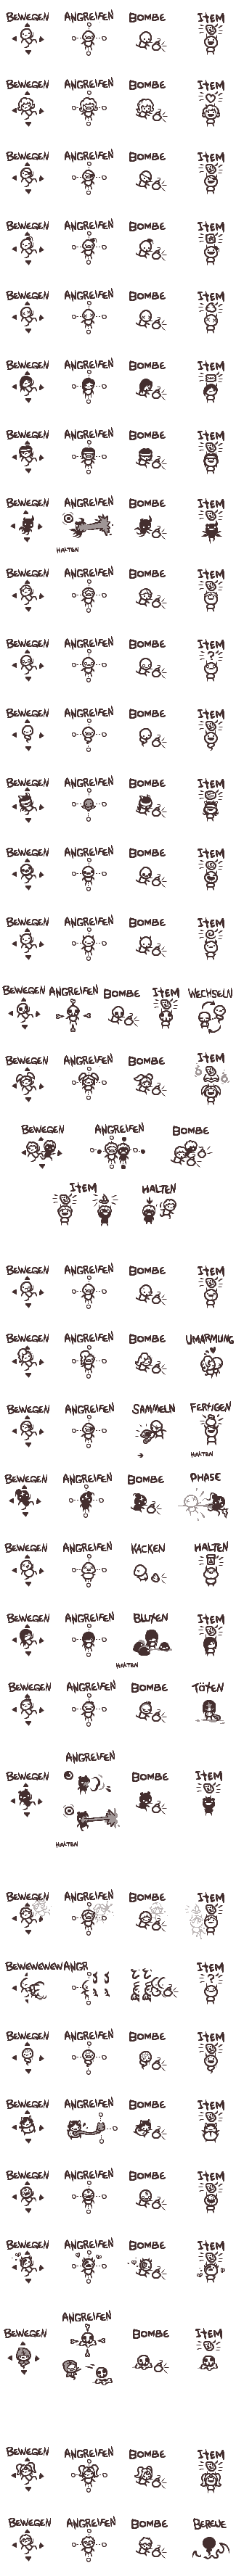 BEWEGEN ANGREIFEN BOMBE ITEM
BEWEGEN ANGREIFEN BOMBE ITEM
BEWEGEN ANGREIFEN BOMBE ITEM
BEWEGEN ANGREIFEN BOMBE ITEM
BEWEGEN ANGREIFEN BOMBE ITEM
BEWEGEN ANGREIFEN BOMBE ITEM
BEWEGEN ANGREIFEN BOMBE ITEM
BEWEGEN ANGREIFEN BOMBE ITEM
HALTEN
BEWEGEN ANGREIFEN BOMBE ITEM
BEWEGEN ANGREIFEN BOMBE ITEM
?
BEWEGEN ANGREIFEN BOMBE ITEM
BEWEGEN ANGREIFEN BOMBE ITEM
BEWEGEN ANGREIFEN BOMBE ITEM
BEWEGEN ANGREIFEN BOMBE ITEM
BEWEGEN ANGREIFEN BOMBE ITEM WECHSELN
BEWEGEN ANGREIFEN BOMBE ITEM
BEWEGEN ANGREIFEN BOMBE
ITEM HALTEN
BEWEGEN ANGREIFEN BOMBE ITEM
BEWEGEN ANGREIFEN BOMBE UMARMUNG
BEWEGEN ANGREIFEN SAMMELN FERTIGEN
HALTEN
BEWEGEN ANGREIFEN BOMBE PHASE
BEWEGEN ANGREIFEN KACKEN HALTEN
BEWEGEN ANGREIFEN BLUTEN ITEM
HALTEN
BEWEGEN ANGREIFEN BOMBE TÖTEN
ANGREIFEN
BEWEGEN BOMBE ITEM
HALTEN
BEWEGEN ANGREIFEN BOMBE ITEM
BEWEWEWEW ANGR ITEM
?
BEWEGEN ANGREIFEN BOMBE ITEM
BEWEGEN ANGREIFEN BOMBE ITEM
BEWEGEN ANGREIFEN BOMBE ITEM
BEWEGEN ANGREIFEN BOMBE ITEM
ANGREIFEN
BEWEGEN BOMBE ITEM
BEWEGEN ANGREIFEN BOMBE ITEM
BEWEGEN ANGREIFEN BOMBE BEREUE